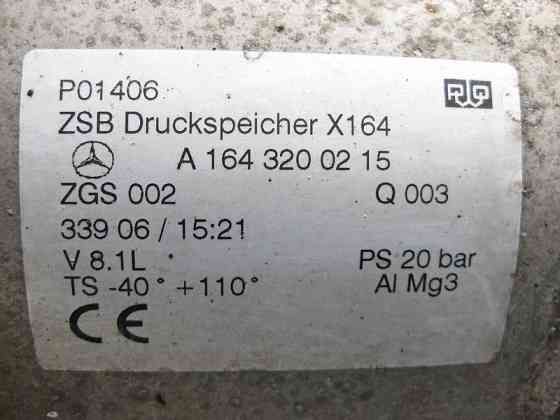 P01406
ZSB Druckspeicher X164
A 164 320 02 15
ZGS 002 Q 003
339 06 / 15:21
V 8.1L PS 20 bar
TS -40° +110° Al Mg3
CE